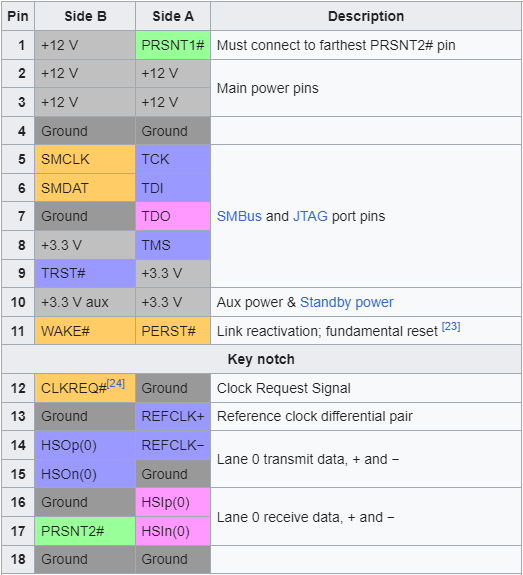 Pin Side B Side A Description
1 +12 V PRSNT1# Must connect to farthest PRSNT2# pin
2 +12 V +12 V Main power pins
3 +12 V +12 V
4 Ground Ground
5 SMCLK TCK SMBus and JTAG port pins
6 SMDAT TDI
7 Ground TDO
8 +3.3 V TMS
9 TRST# +3.3 V
10 +3.3 V aux +3.3 V Aux power & Standby power
11 WAKE# PERST# Link reactivation; fundamental reset [23]
Key notch
12 CLKREQ#[24] Ground Clock Request Signal
13 Ground REFCLK+ Reference clock differential pair
14 HSOp(0) REFCLK− Lane 0 transmit data, + and −
15 HSOn(0) Ground
16 Ground HSIp(0) Lane 0 receive data, + and −
17 PRSNT2# HSIn(0)
18 Ground Ground